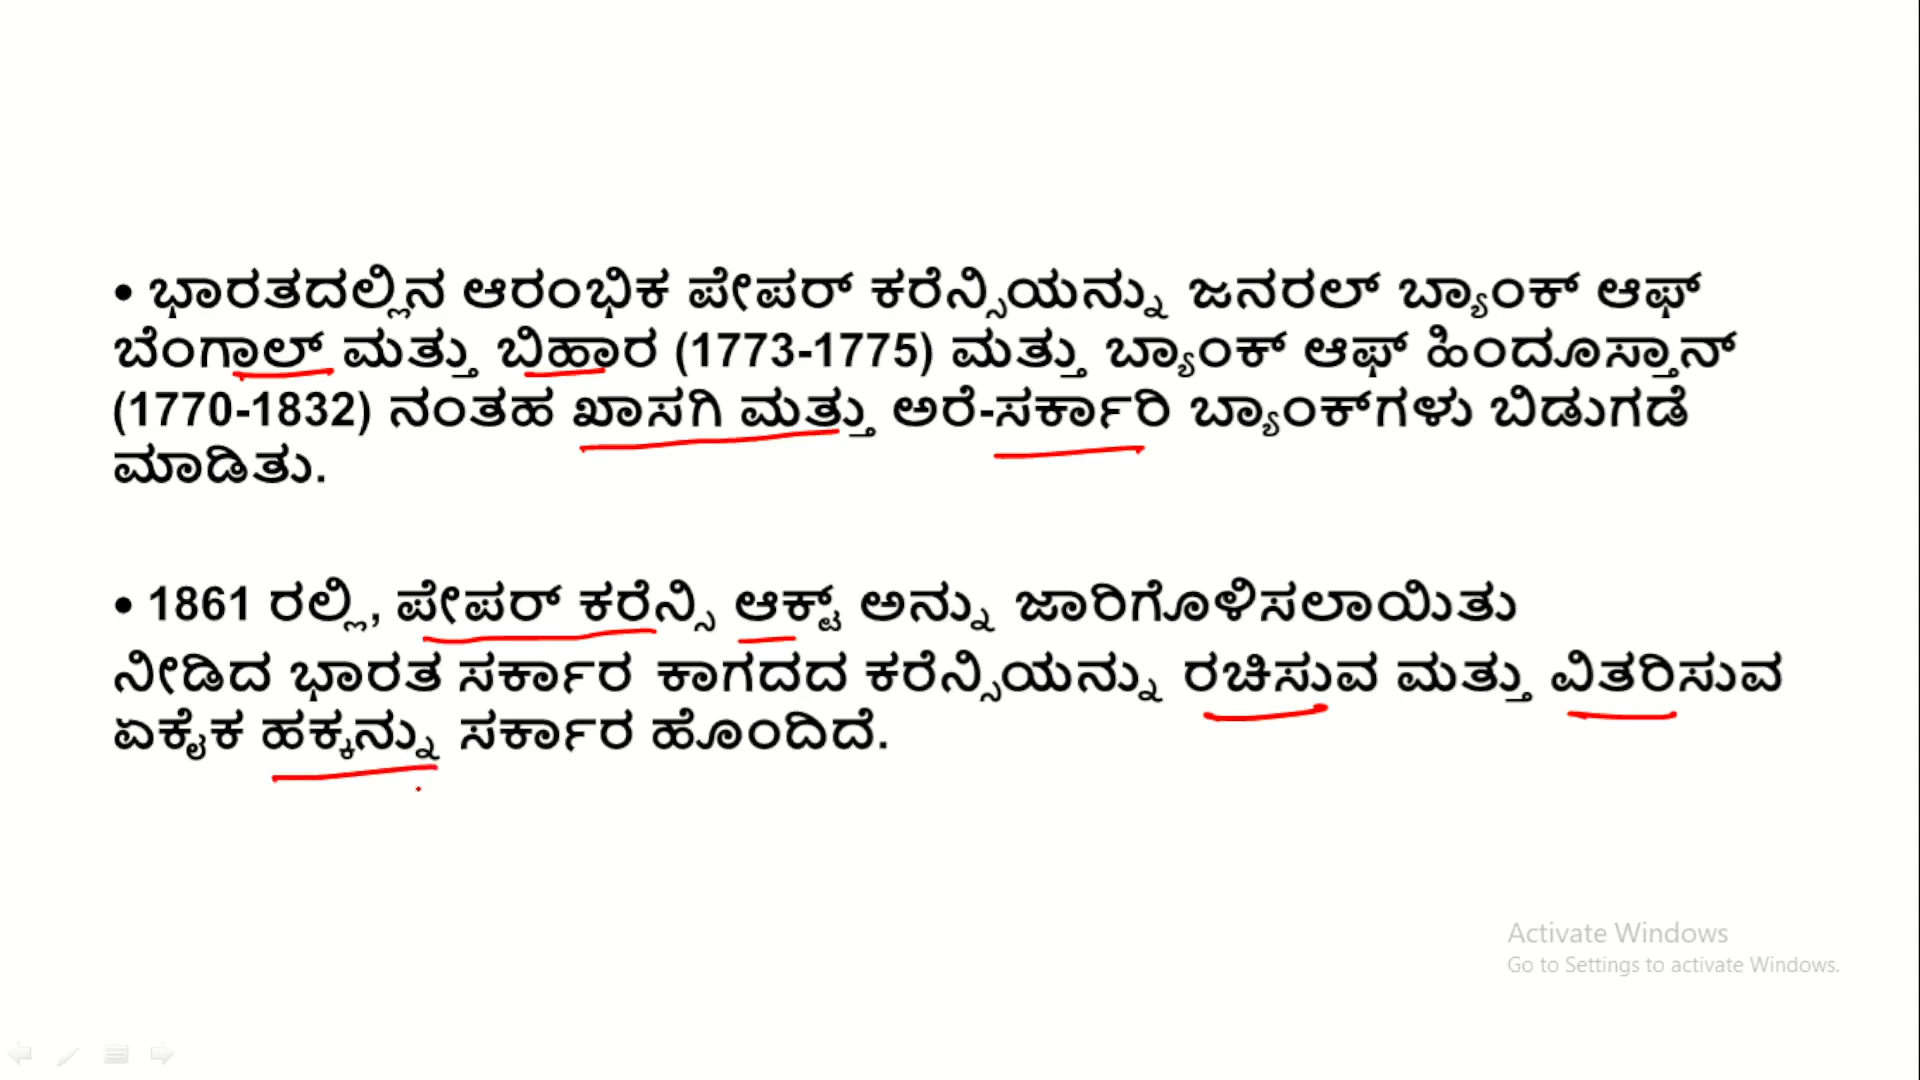 • ಭಾರತದಲ್ಲಿನ ಆರಂಭಿಕ ಪೇಪರ್ ಕರೆನ್ಸಿಯನ್ನು ಜನರಲ್ ಬ್ಯಾಂಕ್ ಆಫ್
ಬೆಂಗಾಲ್ ಮತ್ತು ಬಿಹಾರ (1773-1775) ಮತ್ತು ಬ್ಯಾಂಕ್ ಆಫ್ ಹಿಂದೂಸ್ತಾನ್
(1770-1832) ನಂತಹ ಖಾಸಗಿ ಮತ್ತು ಅರೆ-ಸರ್ಕಾರಿ ಬ್ಯಾಂಕ್‌ಗಳು ಬಿಡುಗಡೆ
ಮಾಡಿತು.
• 1861 ರಲ್ಲಿ, ಪೇಪರ್ ಕರೆನ್ಸಿ ಆಕ್ಟ್ ಅನ್ನು ಜಾರಿಗೊಳಿಸಲಾಯಿತು
ನೀಡಿದ ಭಾರತ ಸರ್ಕಾರ ಕಾಗದದ ಕರೆನ್ಸಿಯನ್ನು ರಚಿಸುವ ಮತ್ತು ವಿತರಿಸುವ
ಏಕೈಕ ಹಕ್ಕನ್ನು ಸರ್ಕಾರ ಹೊಂದಿದೆ.
Activate Windows
Go to Settings to activate Windows.